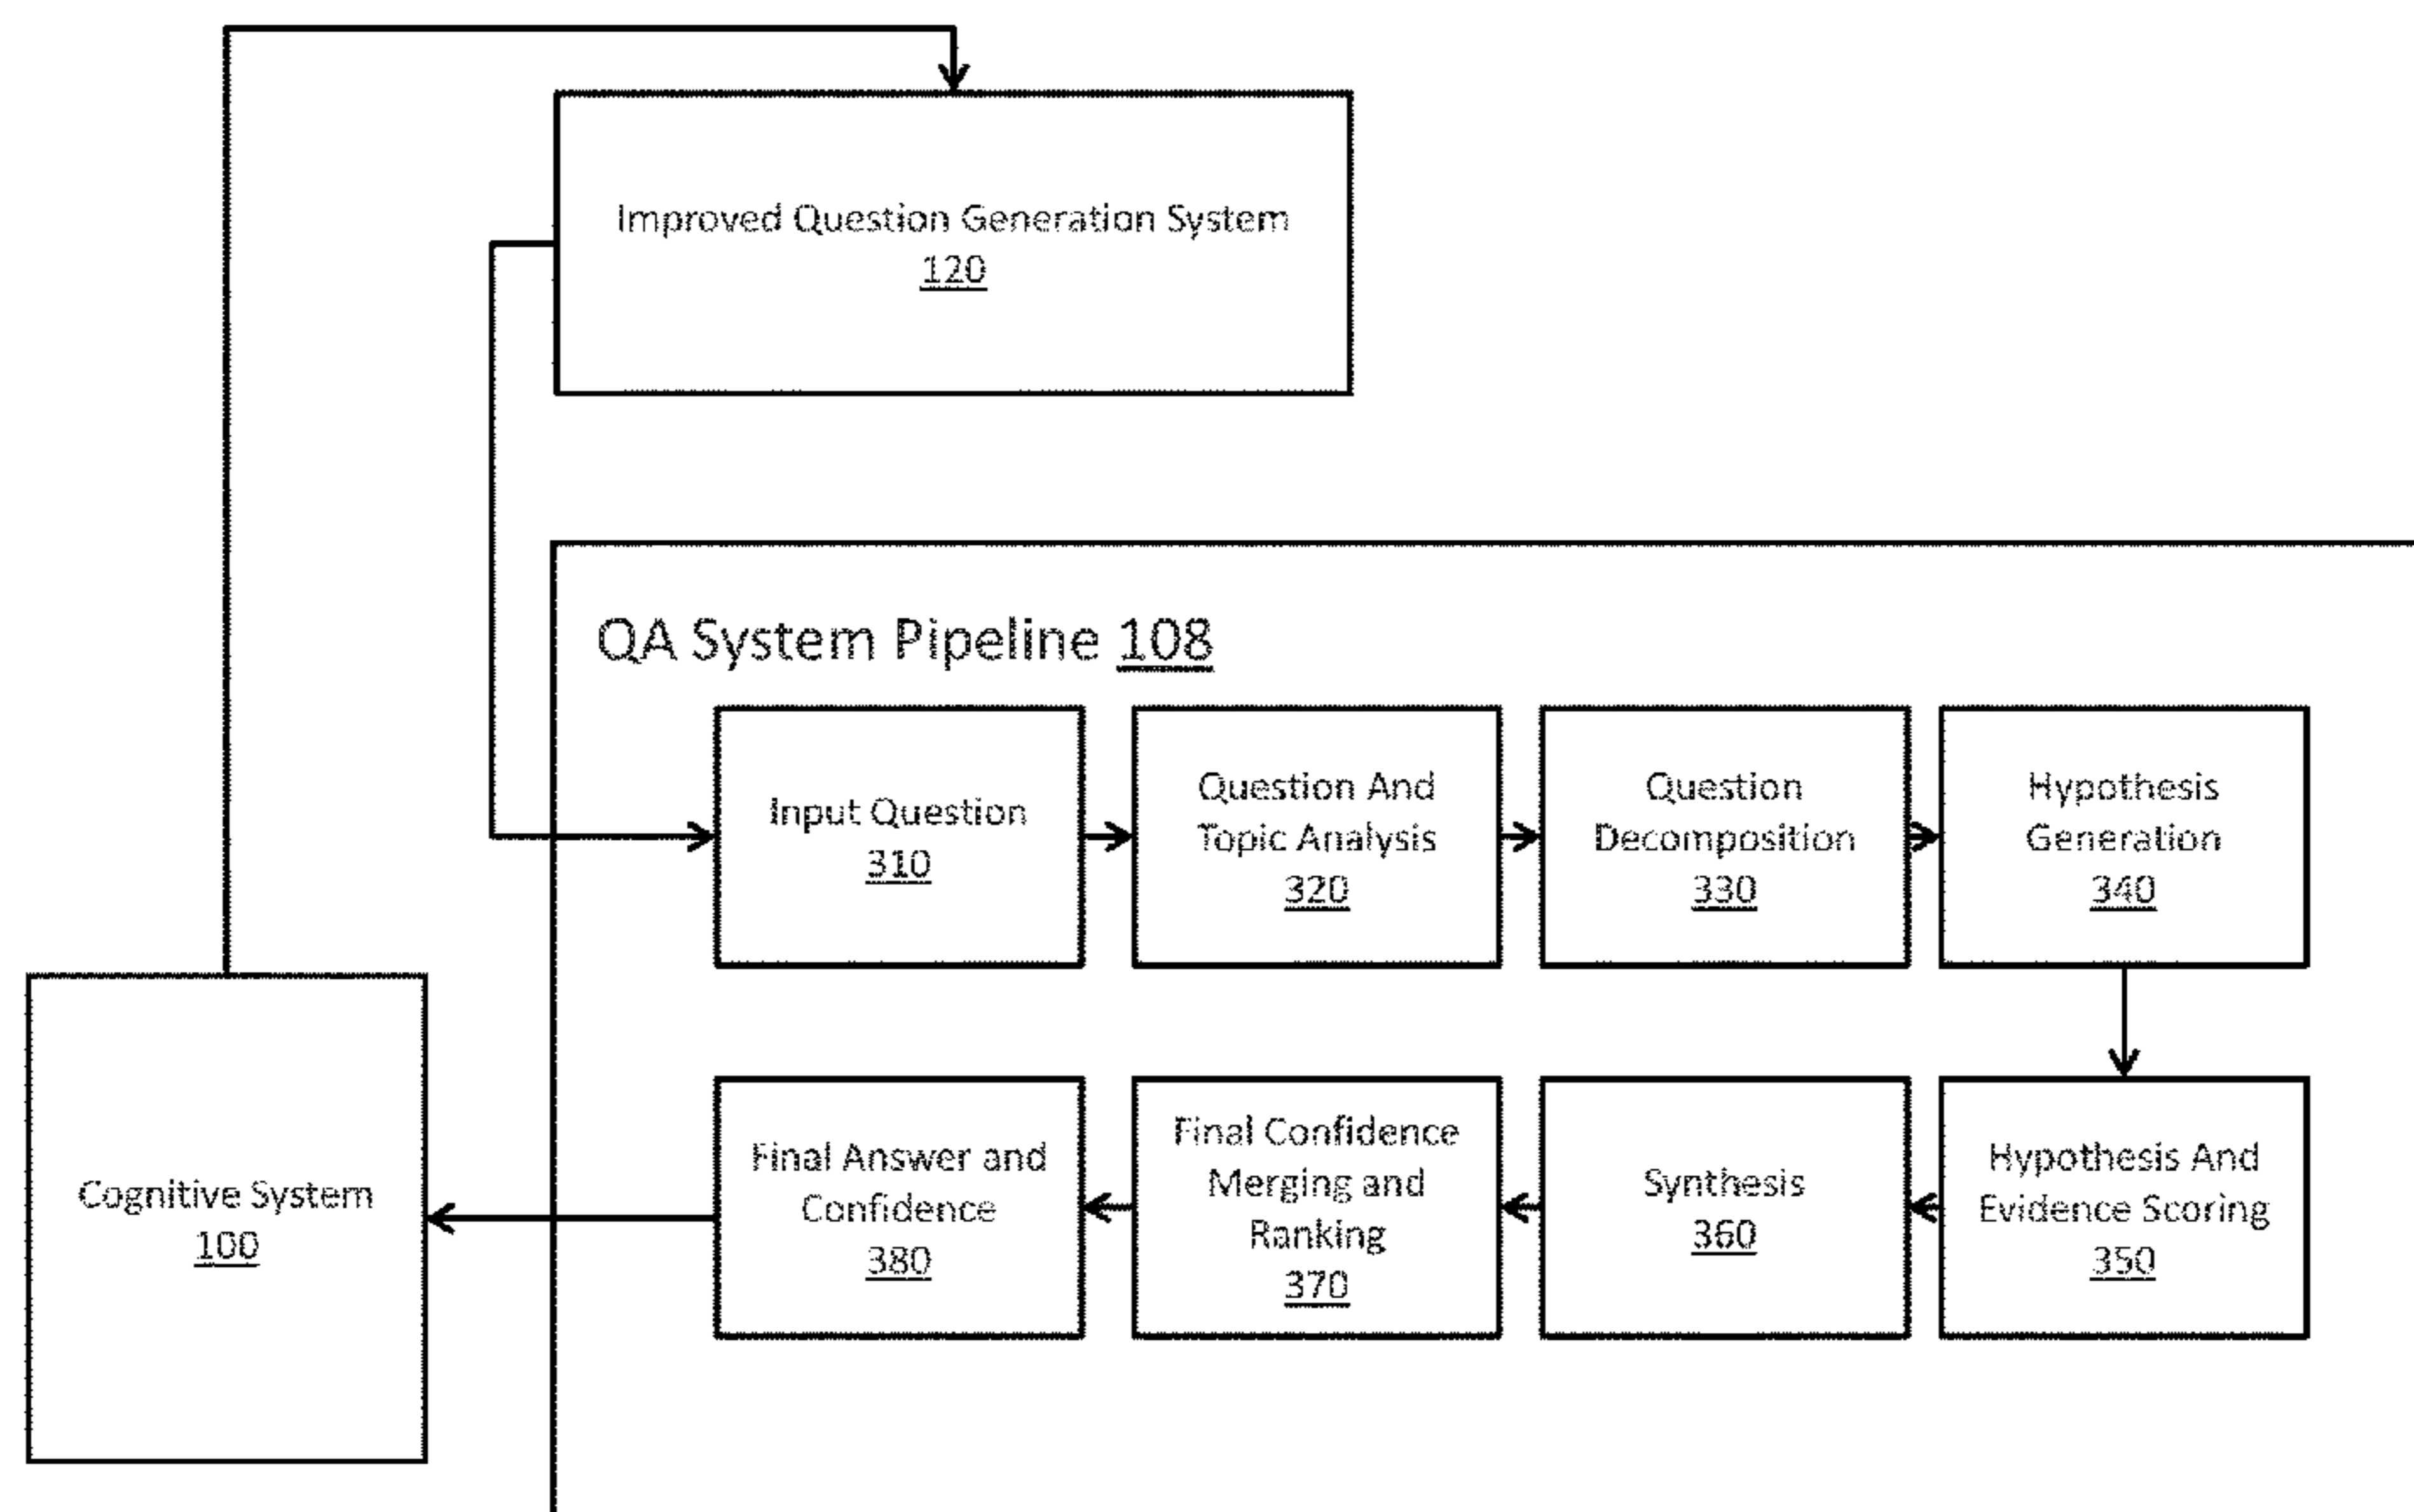 Improved Question Generation System
120
QA System Pipeline 108
Input Question
310
Question And
Topic Analysis
320
Question
Decomposition
330
Hypothesis
Generation
340
Cognitive System
100
Final Answer and
Confidence
380
Final Confidence
Merging and
Ranking
370
Synthesis
360
Hypothesis And
Evidence Scoring
350